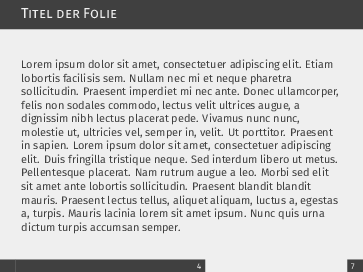 Titel der Folie
Lorem ipsum dolor sit amet, consectetuer adipiscing elit. Etiam
lobortis facilisis sem. Nullam nec mi et neque pharetra
sollicitudin. Praesent imperdiet mi nec ante. Donec ullamcorper,
felis non sodales commodo, lectus velit ultrices augue, a
dignissim nibh lectus placerat pede. Vivamus nunc nunc,
molestie ut, ultricies vel, semper in, velit. Ut porttitor. Praesent
in sapien. Lorem ipsum dolor sit amet, consectetuer adipiscing
elit. Duis fringilla tristique neque. Sed interdum libero ut metus.
Pellentesque placerat. Nam rutrum augue a leo. Morbi sed elit
sit amet ante lobortis sollicitudin. Praesent blandit blandit
mauris. Praesent lectus tellus, aliquet aliquam, luctus a, egestas
a, turpis. Mauris lacinia lorem sit amet ipsum. Nunc quis urna
dictum turpis accumsan semper.
4 7